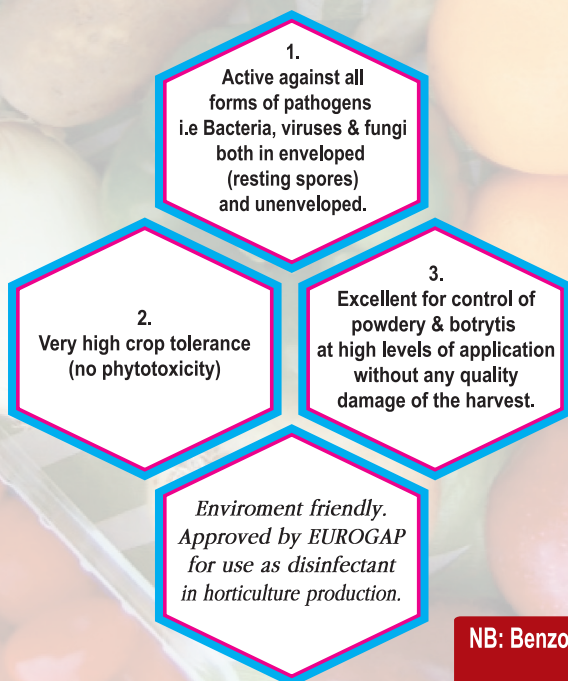 1.
Active against all
forms of pathogens
i.e Bacteria, viruses & fungi
both in enveloped
(resting spores)
and unenveloped.
2.
Very high crop tolerance
(no phytotoxicity)
3.
Excellent for control of
powdery & botrytis
at high levels of application
without any quality
damage of the harvest.
Enviroment friendly.
Approved by EUROGAP
for use as disinfectant
in horticulture production.
NB: Benzo